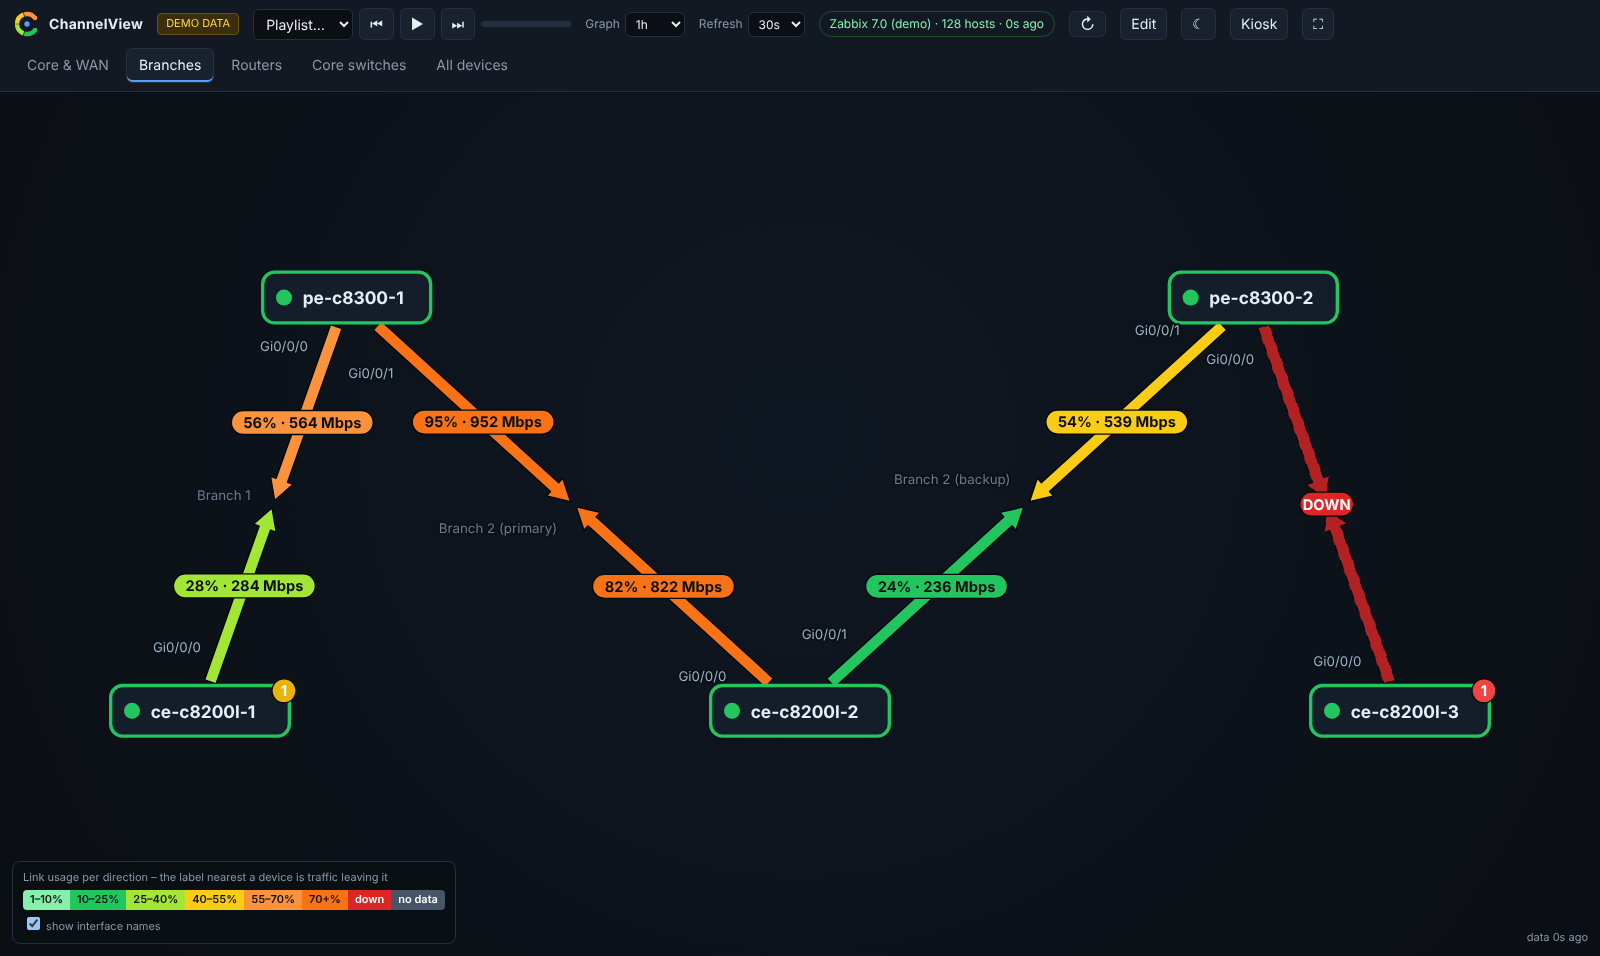 ChannelView DEMO DATA Playlist... Graph 1h Refresh 30s Zabbix 7.0 (demo) · 128 hosts · 0s ago Edit Kiosk
Core & WAN Branches Routers Core switches All devices
pe-c8300-1
pe-c8300-2
Gi0/0/1
Gi0/0/0
Gi0/0/0
Gi0/0/1
56% · 564 Mbps
95% · 952 Mbps
54% · 539 Mbps
Branch 2 (backup)
Branch 1
DOWN
Branch 2 (primary)
28% · 284 Mbps
82% · 822 Mbps
24% · 236 Mbps
Gi0/0/1
Gi0/0/0
Gi0/0/0
Gi0/0/0
1
1
ce-c8200l-1
ce-c8200l-2
ce-c8200l-3
Link usage per direction – the label nearest a device is traffic leaving it
1–10% 10–25% 25–40% 40–55% 55–70% 70+% down no data
show interface names
data 0s ago